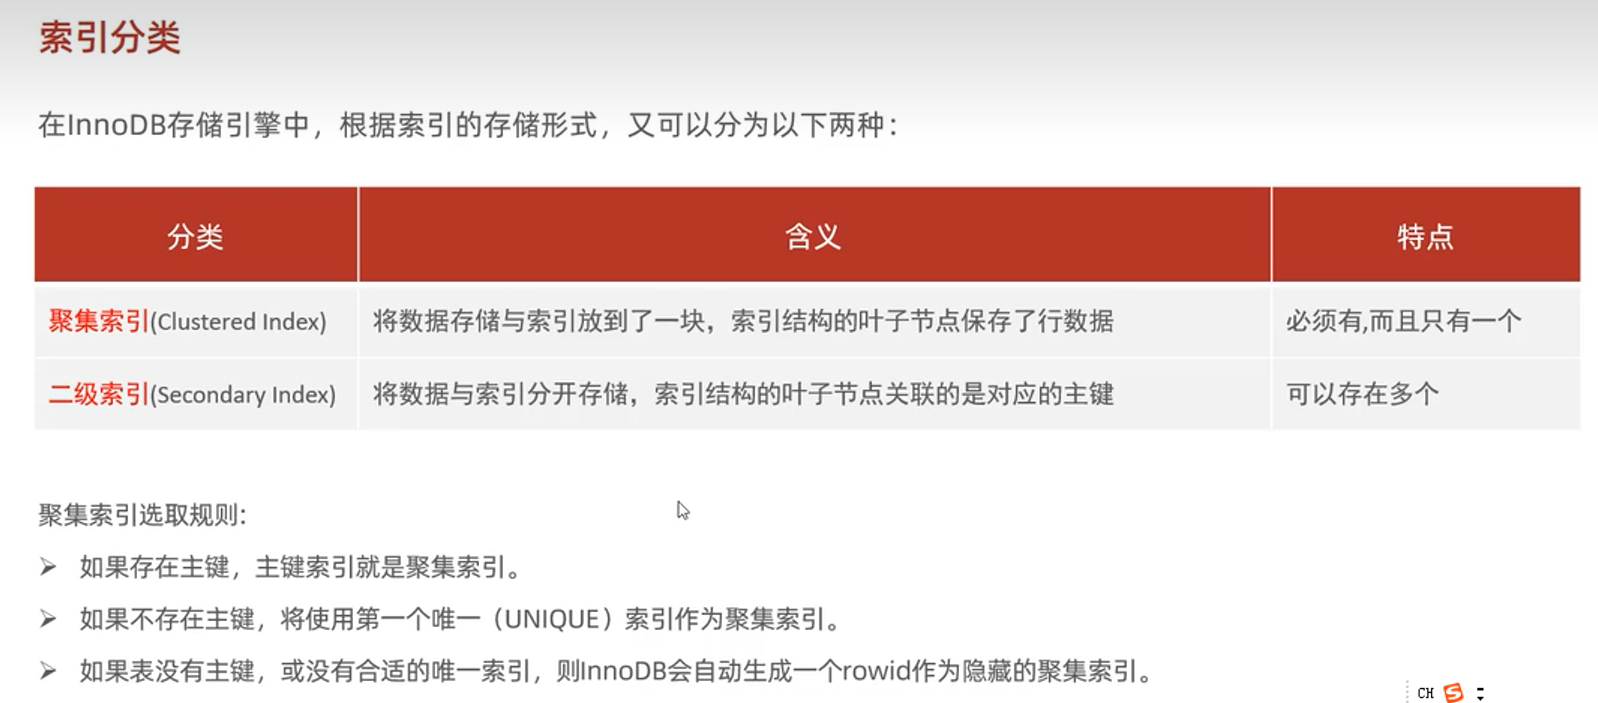 索引分类
在InnoDB存储引擎中，根据索引的存储形式，又可以分为以下两种：
分类 含义 特点
聚集索引(Clustered Index) 将数据存储与索引放到了一块，索引结构的叶子节点保存了行数据 必须有,而且只有一个
二级索引(Secondary Index) 将数据与索引分开存储，索引结构的叶子节点关联的是对应的主键 可以存在多个
聚集索引选取规则:
➢ 如果存在主键，主键索引就是聚集索引。
➢ 如果不存在主键，将使用第一个唯一（UNIQUE）索引作为聚集索引。
➢ 如果表没有主键，或没有合适的唯一索引，则InnoDB会自动生成一个rowid作为隐藏的聚集索引。
CH S